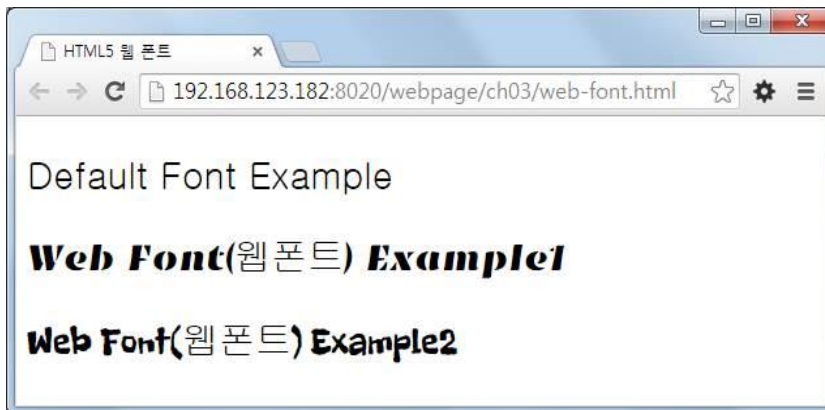 HTML5 웹 폰트
192.168.123.182:8020/webpage/ch03/web-font.html
Default Font Example
Web Font(웹폰트) Example1
Web Font(웹폰트) Example2